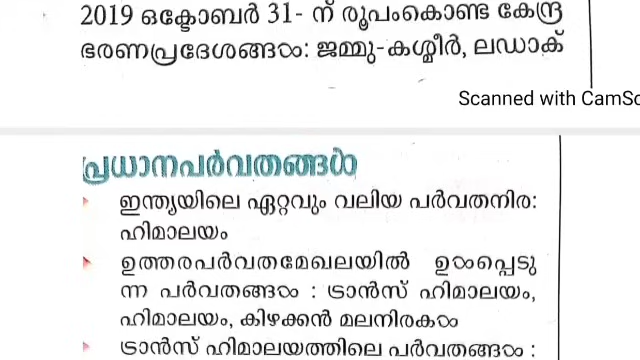 2019 ഒക്ടോബർ 31- ന് രൂപംകൊണ്ട കേന്ദ്ര
ഭരണപ്രദേശങ്ങൾ: ജമ്മു-കശ്മീർ, ലഡാക്
Scanned with CamSc
പ്രധാനപർവതങ്ങൾ
ഇന്ത്യയിലെ ഏറ്റവും വലിയ പർവതനിര:
ഹിമാലയം
ഉത്തരപർവതമേഖലയിൽ ഉൾപ്പെടു
ന്ന പർവതങ്ങൾ : ട്രാൻസ് ഹിമാലയം,
ഹിമാലയം, കിഴക്കൻ മലനിരകൾ
ട്രാൻസ് ഹിമാലയത്തിലെ പർവതങ്ങൾ :